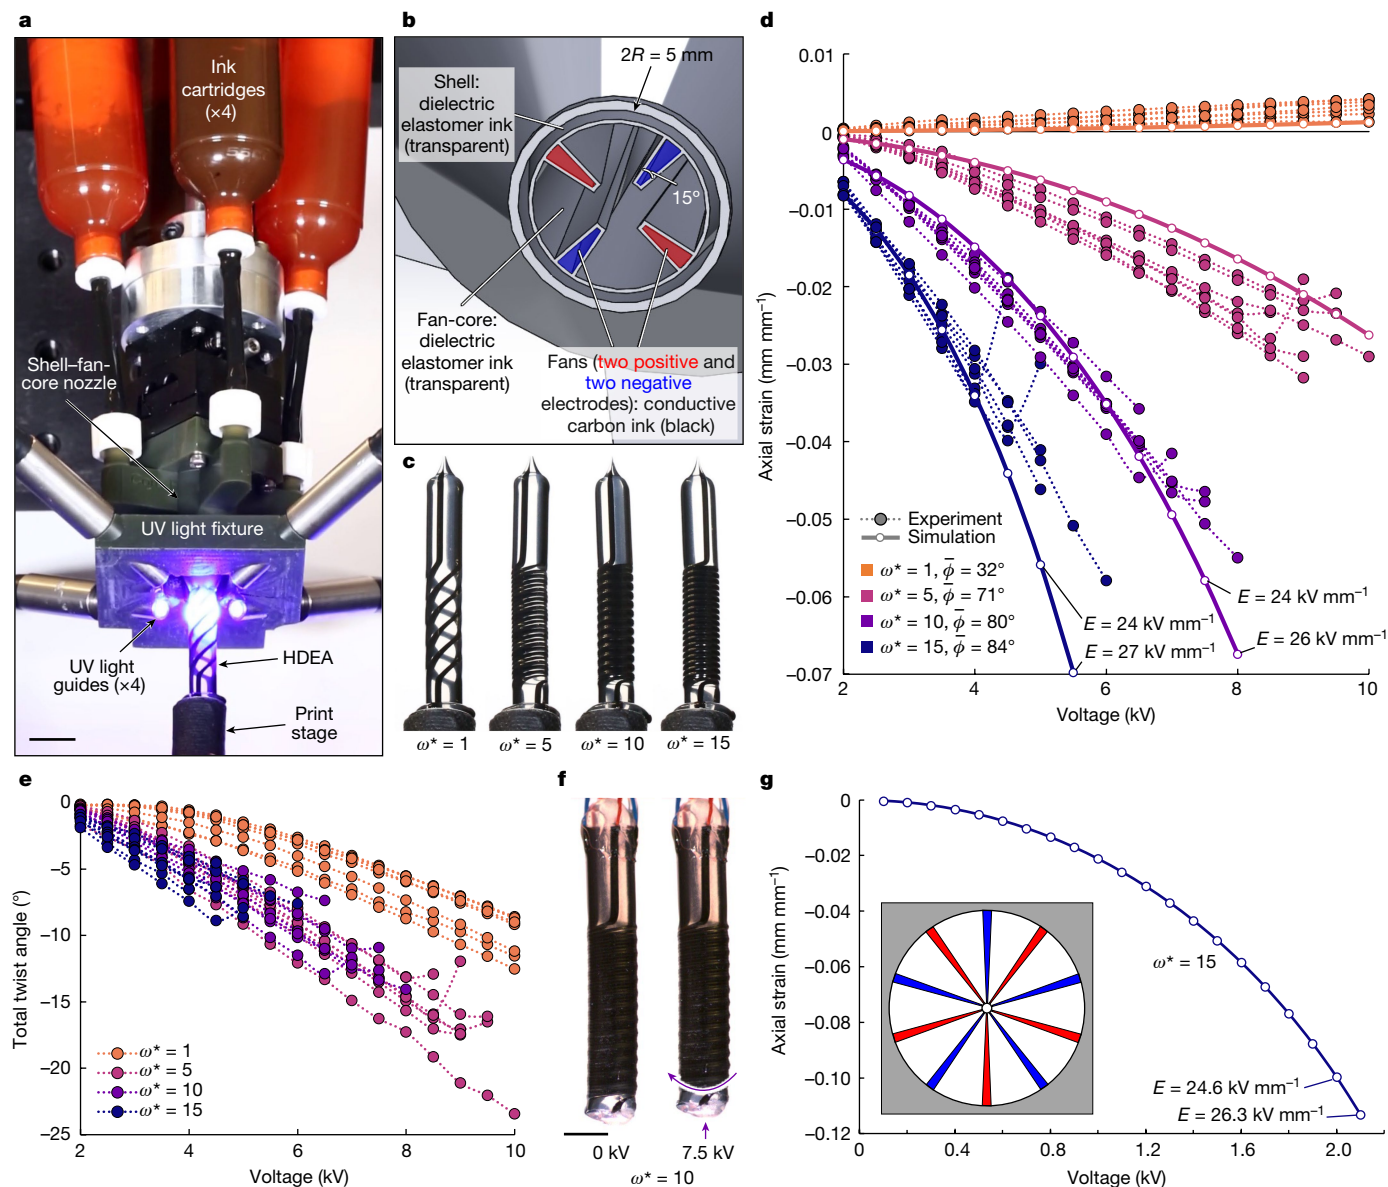 a
Ink
cartridges
(×4)
Shell–fan-
core nozzle
UV light fixture
UV light
guides (×4)
HDEA
Print
stage
b
2R = 5 mm
Shell:
dielectric
elastomer ink
(transparent)
15°
Fan-core:
dielectric
elastomer ink
(transparent)
Fans (two positive and
two negative
electrodes): conductive
carbon ink (black)
c
ω* = 1
ω* = 5
ω* = 10
ω* = 15
d
0.01
0
−0.01
−0.02
−0.03
−0.04
−0.05
−0.06
−0.07
Axial strain (mm mm⁻¹)
Experiment
Simulation
ω* = 1, ϕ̄ = 32°
ω* = 5, ϕ̄ = 71°
ω* = 10, ϕ̄ = 80°
ω* = 15, ϕ̄ = 84°
E = 24 kV mm⁻¹
E = 24 kV mm⁻¹
E = 26 kV mm⁻¹
E = 27 kV mm⁻¹
2 4 6 8 10
Voltage (kV)
e
0
−5
−10
−15
−20
−25
Total twist angle (°)
ω* = 1
ω* = 5
ω* = 10
ω* = 15
2 4 6 8 10
Voltage (kV)
f
0 kV
7.5 kV
ω* = 10
g
0
−0.02
−0.04
−0.06
−0.08
−0.10
−0.12
Axial strain (mm mm⁻¹)
ω* = 15
E = 24.6 kV mm⁻¹
E = 26.3 kV mm⁻¹
0 0.4 0.8 1.2 1.6 2.0
Voltage (kV)